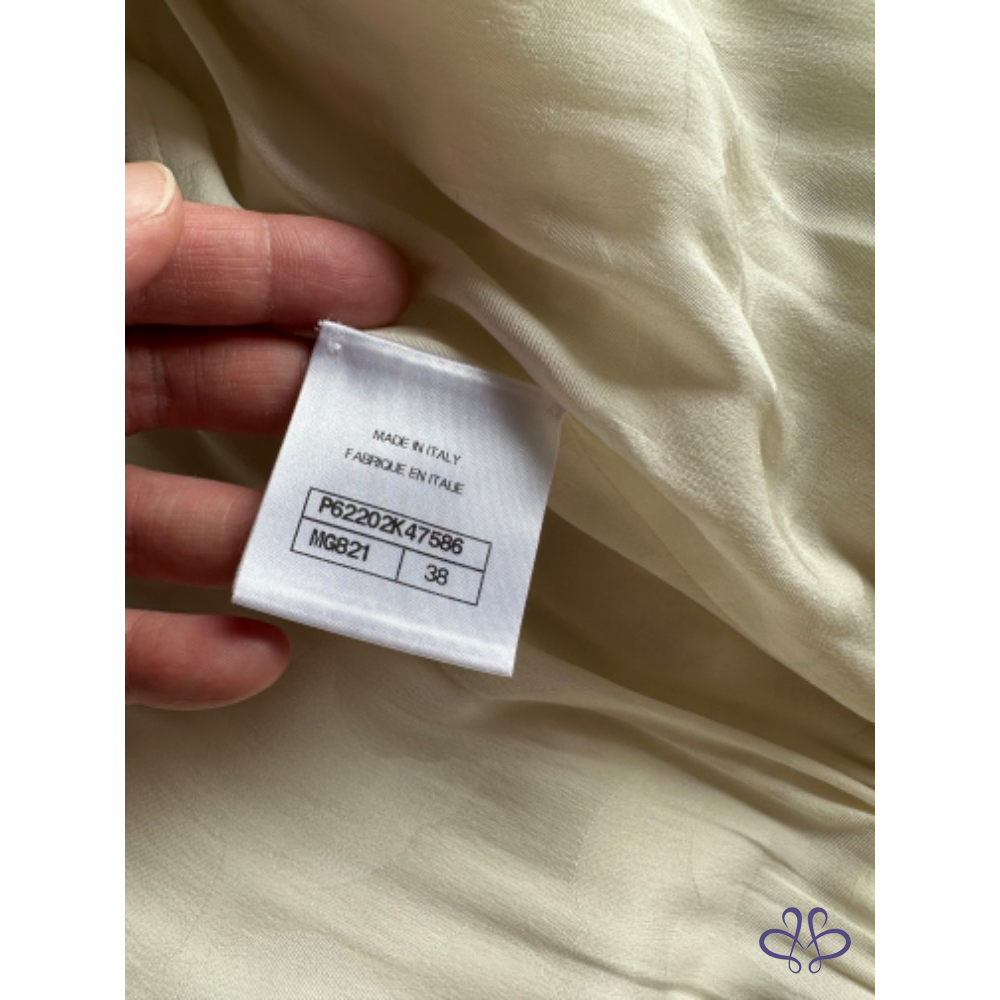 MADE IN ITALY
FABRIQUE EN ITALIE
P62202K47586
MG821 38